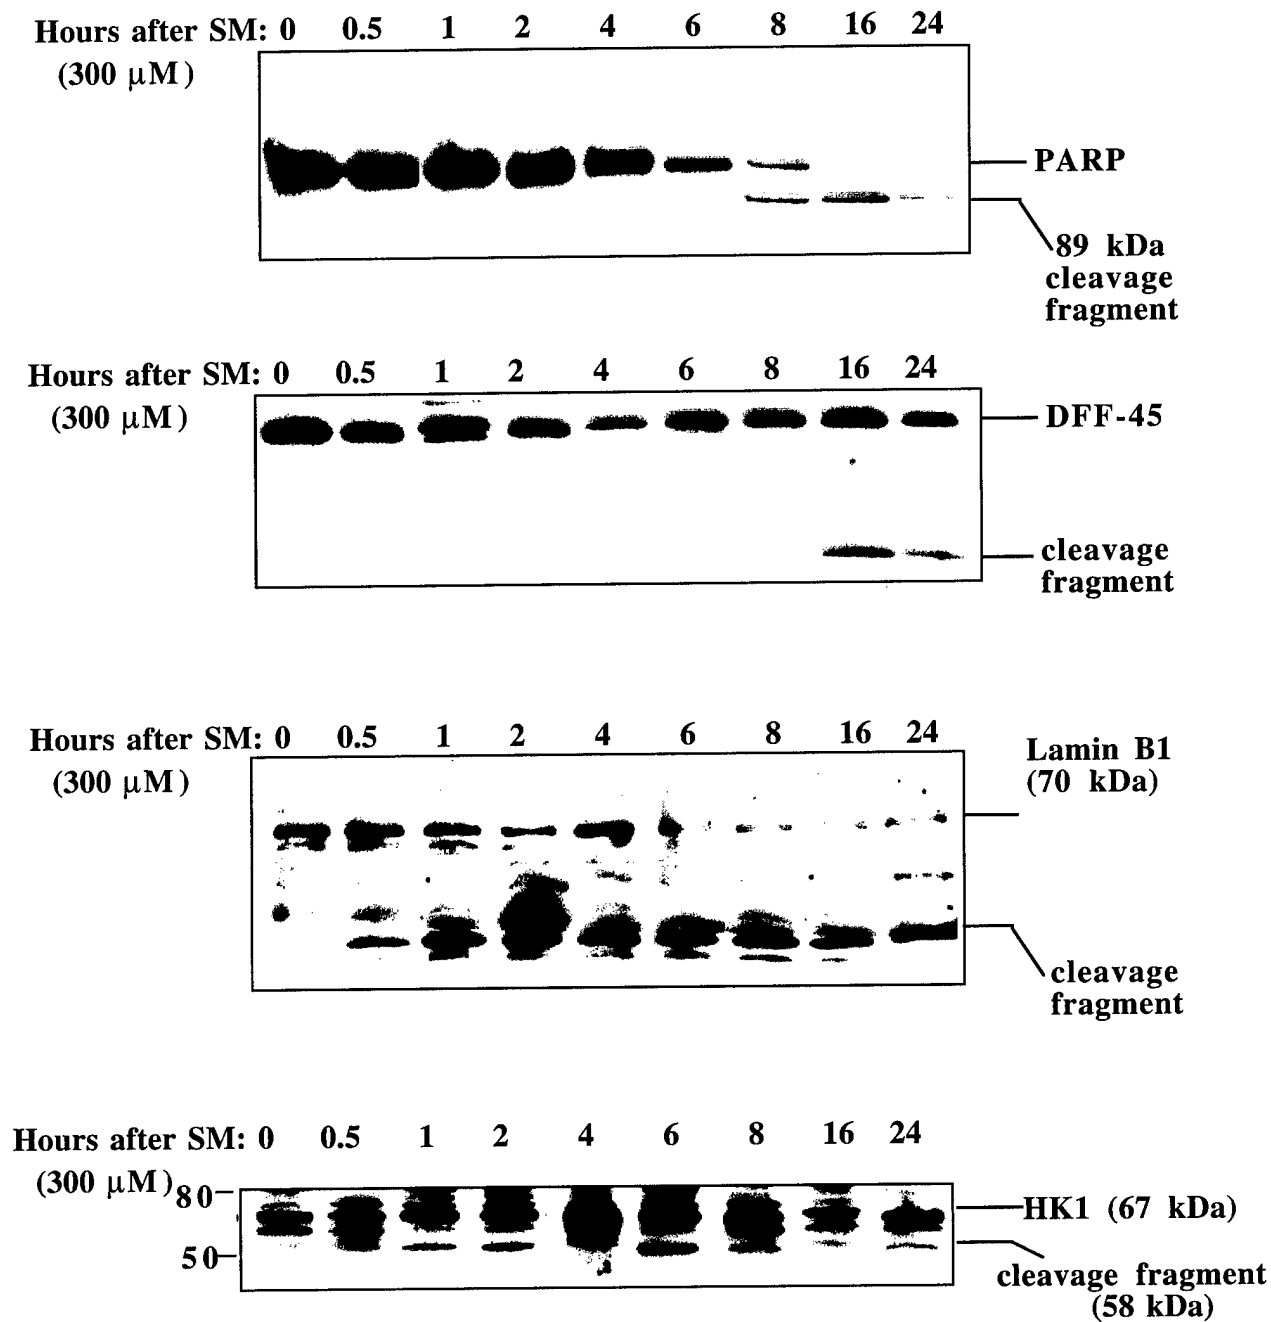 Hours after SM: 0 0.5 1 2 4 6 8 16 24
(300 µM)
PARP
89 kDa
cleavage
fragment
Hours after SM: 0 0.5 1 2 4 6 8 16 24
(300 µM)
DFF-45
cleavage
fragment
Hours after SM: 0 0.5 1 2 4 6 8 16 24
(300 µM)
Lamin B1
(70 kDa)
cleavage
fragment
Hours after SM: 0 0.5 1 2 4 6 8 16 24
(300 µM)
80
HK1 (67 kDa)
50
cleavage fragment
(58 kDa)